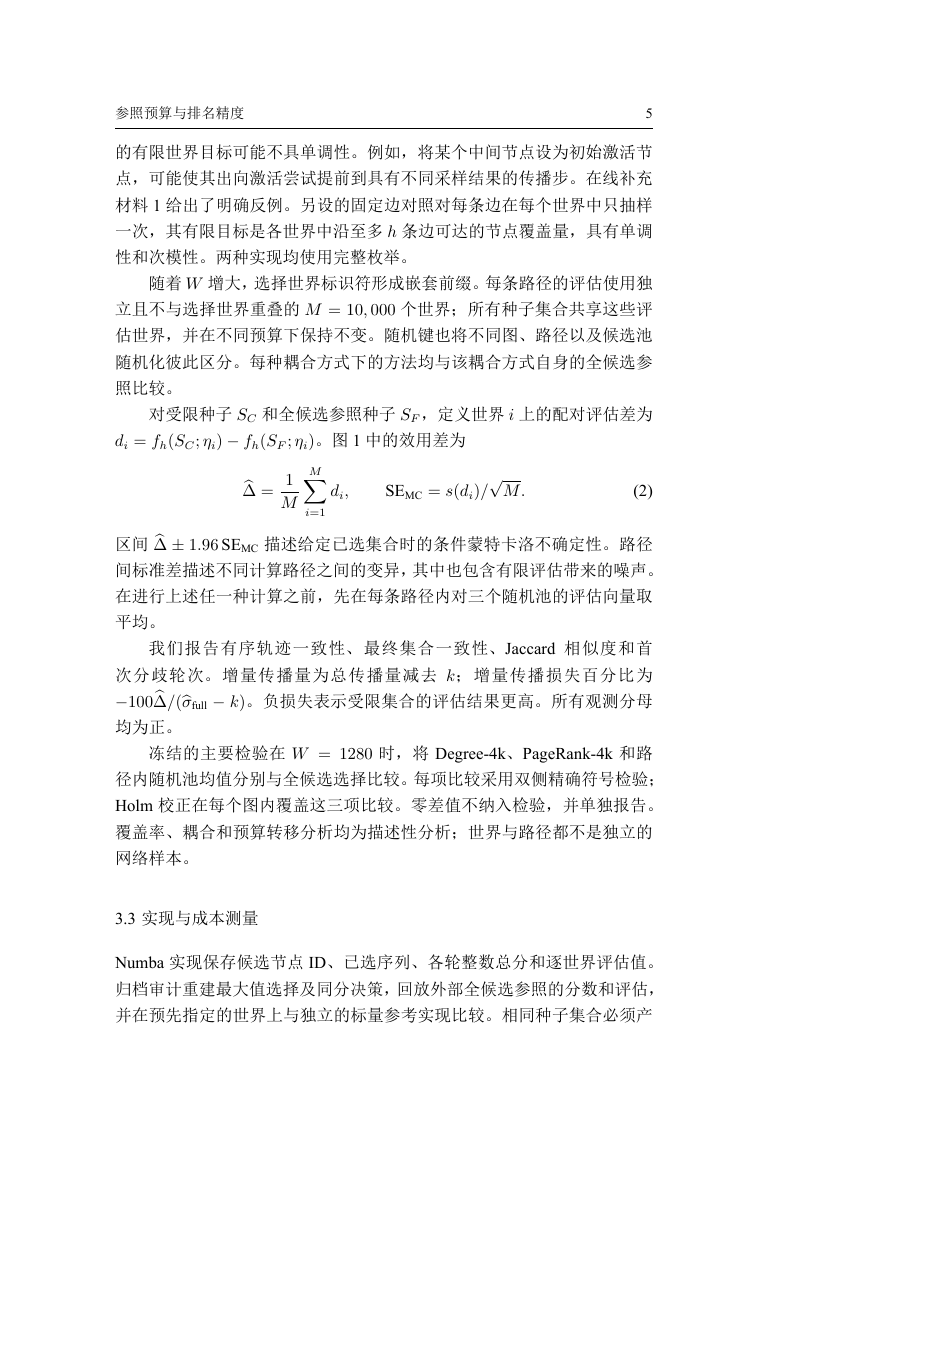 参照预算与排名精度 5
的有限世界目标可能不具单调性。例如，将某个中间节点设为初始激活节
点，可能使其出向激活尝试提前到具有不同采样结果的传播步。在线补充
材料 1 给出了明确反例。另设的固定边对照对每条边在每个世界中只抽样
一次，其有限目标是各世界中沿至多 h 条边可达的节点覆盖量，具有单调
性和次模性。两种实现均使用完整枚举。
随着 W 增大，选择世界标识符形成嵌套前缀。每条路径的评估使用独
立且不与选择世界重叠的 M = 10,000 个世界；所有种子集合共享这些评
估世界，并在不同预算下保持不变。随机键也将不同图、路径以及候选池
随机化彼此区分。每种耦合方式下的方法均与该耦合方式自身的全候选参
照比较。
对受限种子 S_C 和全候选参照种子 S_F，定义世界 i 上的配对评估差为
d_i = f_h(S_C; η_i) − f_h(S_F; η_i)。图 1 中的效用差为
Δ̂ = 1/M ∑_{i=1}^{M} d_i, SE_MC = s(d_i)/√M. (2)
区间 Δ̂ ± 1.96 SE_MC 描述给定已选集合时的条件蒙特卡洛不确定性。路径
间标准差描述不同计算路径之间的变异，其中也包含有限评估带来的噪声。
在进行上述任一种计算之前，先在每条路径内对三个随机池的评估向量取
平均。
我们报告有序轨迹一致性、最终集合一致性、Jaccard 相似度和首
次分歧轮次。增量传播量为总传播量减去 k；增量传播损失百分比为
−100Δ̂/(σ̂_full − k)。负损失表示受限集合的评估结果更高。所有观测分母
均为正。
冻结的主要检验在 W = 1280 时，将 Degree-4k、PageRank-4k 和路
径内随机池均值分别与全候选选择比较。每项比较采用双侧精确符号检验；
Holm 校正在每个图内覆盖这三项比较。零差值不纳入检验，并单独报告。
覆盖率、耦合和预算转移分析均为描述性分析；世界与路径都不是独立的
网络样本。
3.3 实现与成本测量
Numba 实现保存候选节点 ID、已选序列、各轮整数总分和逐世界评估值。
归档审计重建最大值选择及同分决策，回放外部全候选参照的分数和评估，
并在预先指定的世界上与独立的标量参考实现比较。相同种子集合必须产